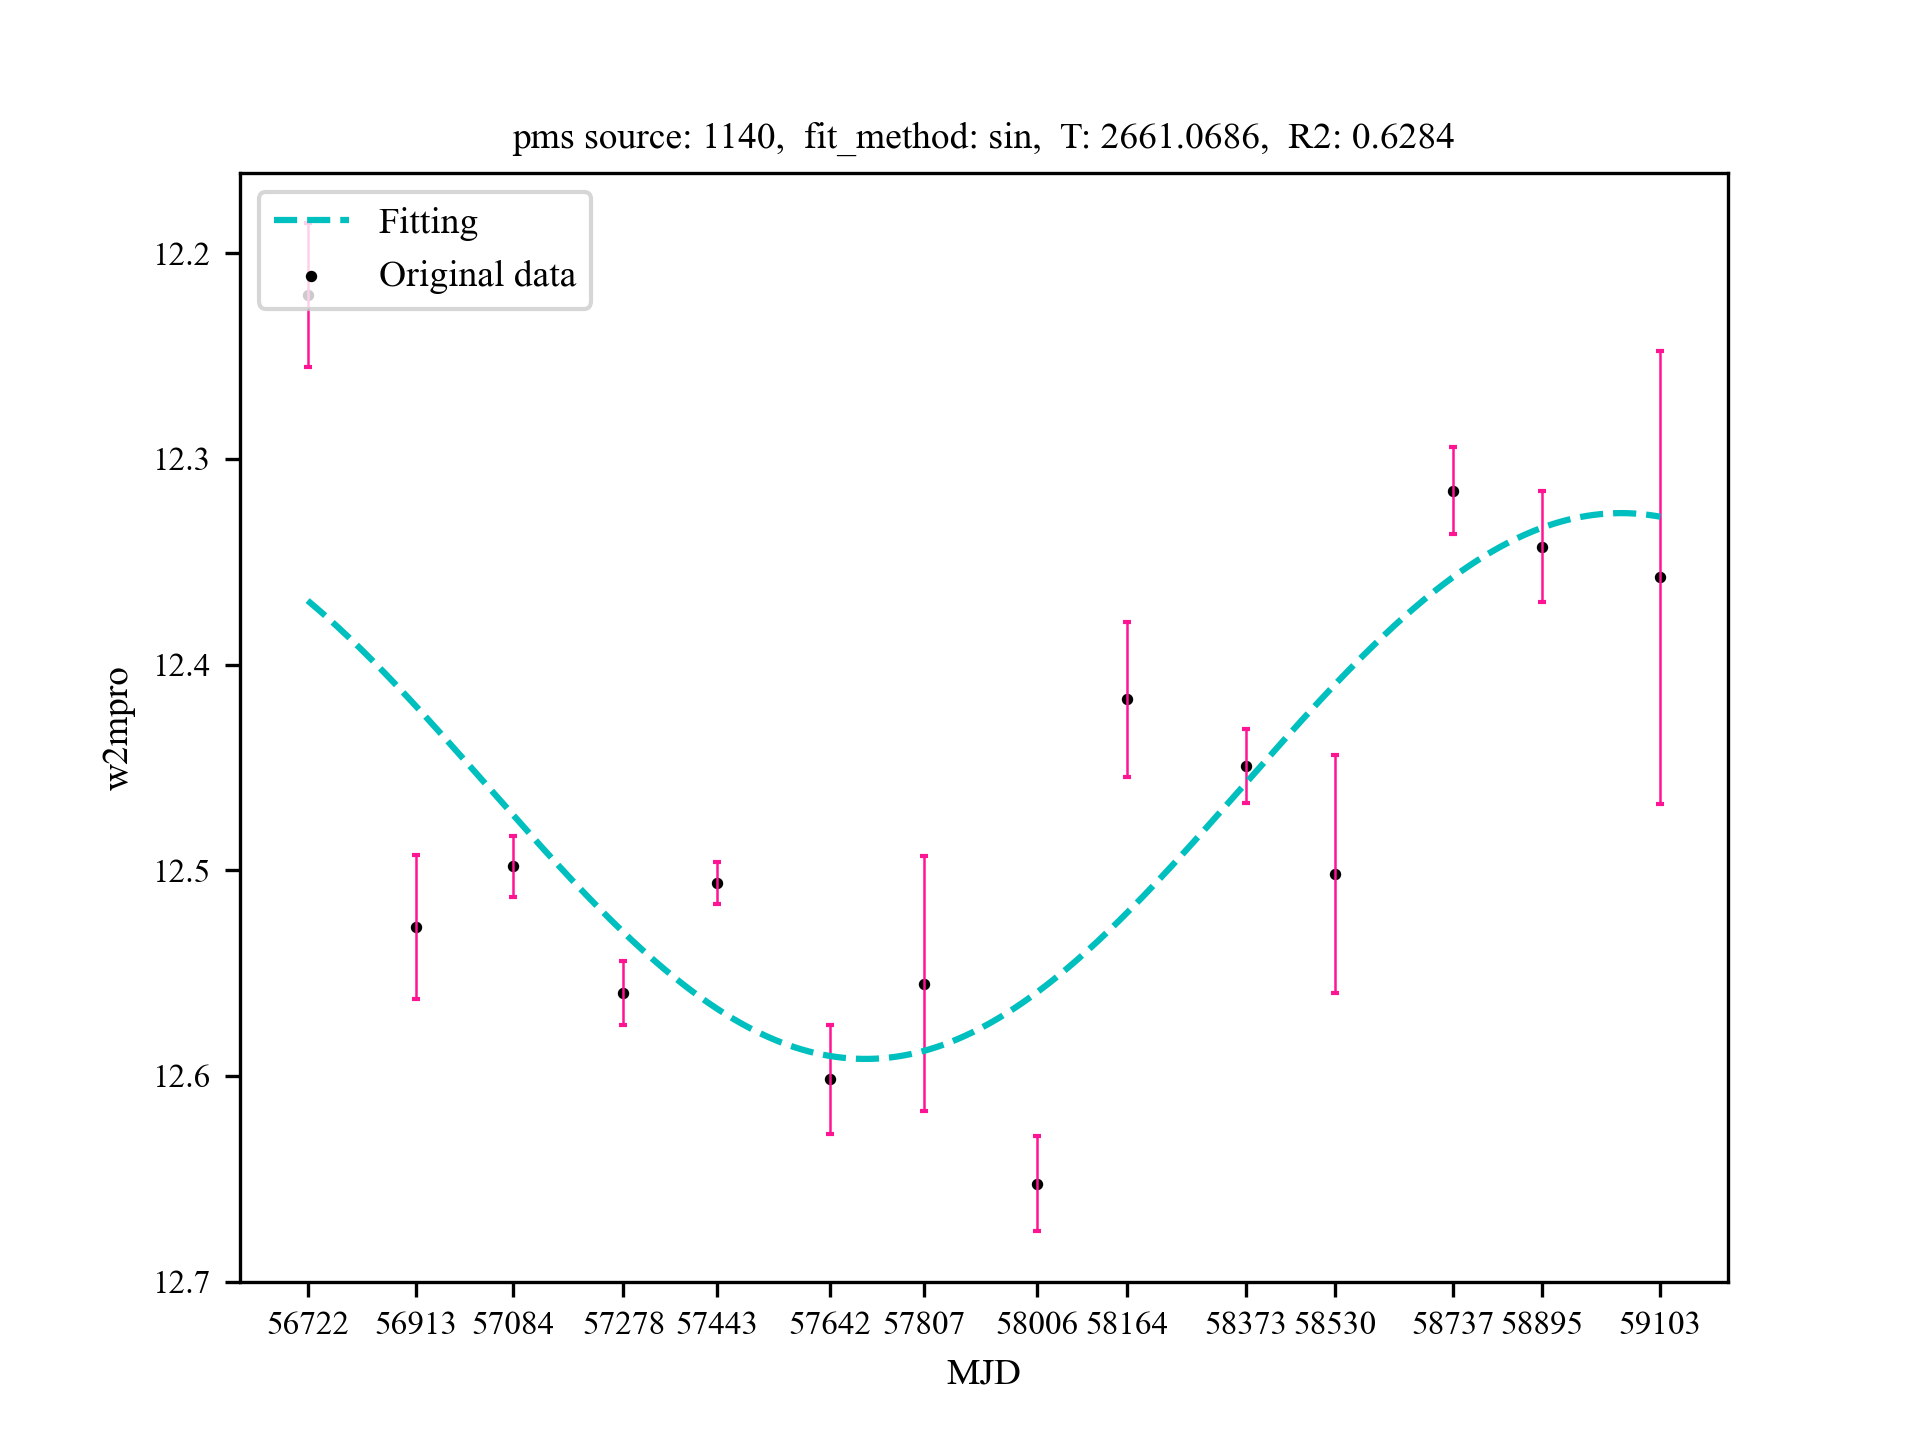 pms source: 1140, fit_method: sin, T: 2661.0686, R2: 0.6284
Fitting
Original data
12.2
12.3
12.4
12.5
12.6
12.7
w2mpro
56722 56913 57084 57278 57443 57642 57807 58006 58164 58373 58530 58737 58895 59103
MJD